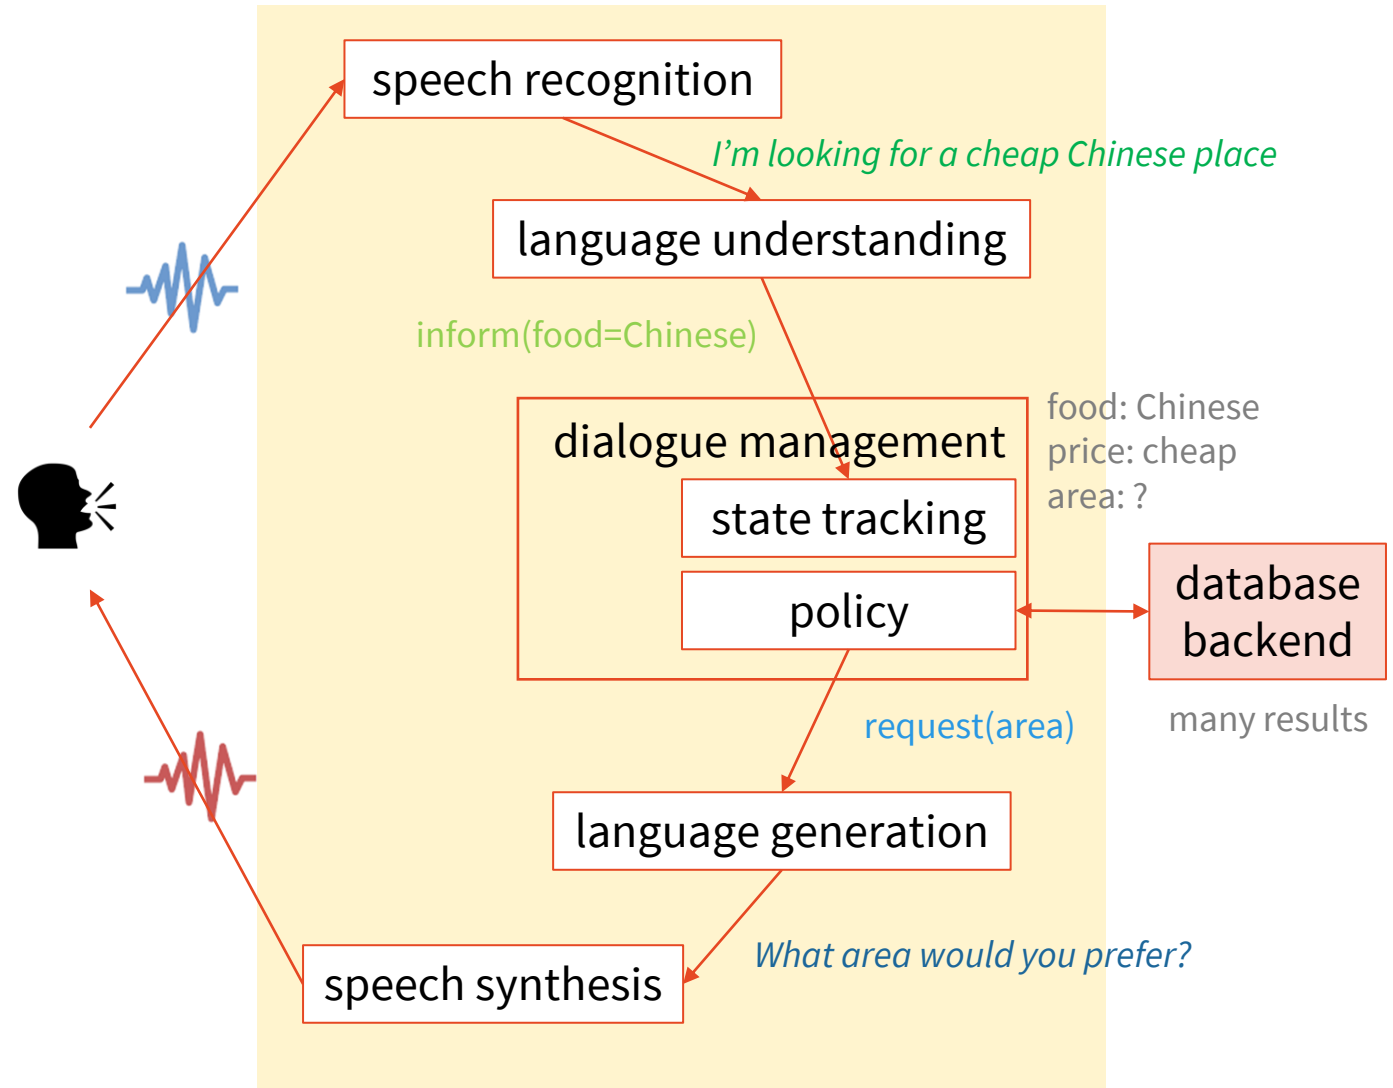 speech recognition
I'm looking for a cheap Chinese place
language understanding
inform(food=Chinese)
dialogue management
state tracking
policy
food: Chinese
price: cheap
area: ?
database
backend
many results
request(area)
language generation
What area would you prefer?
speech synthesis